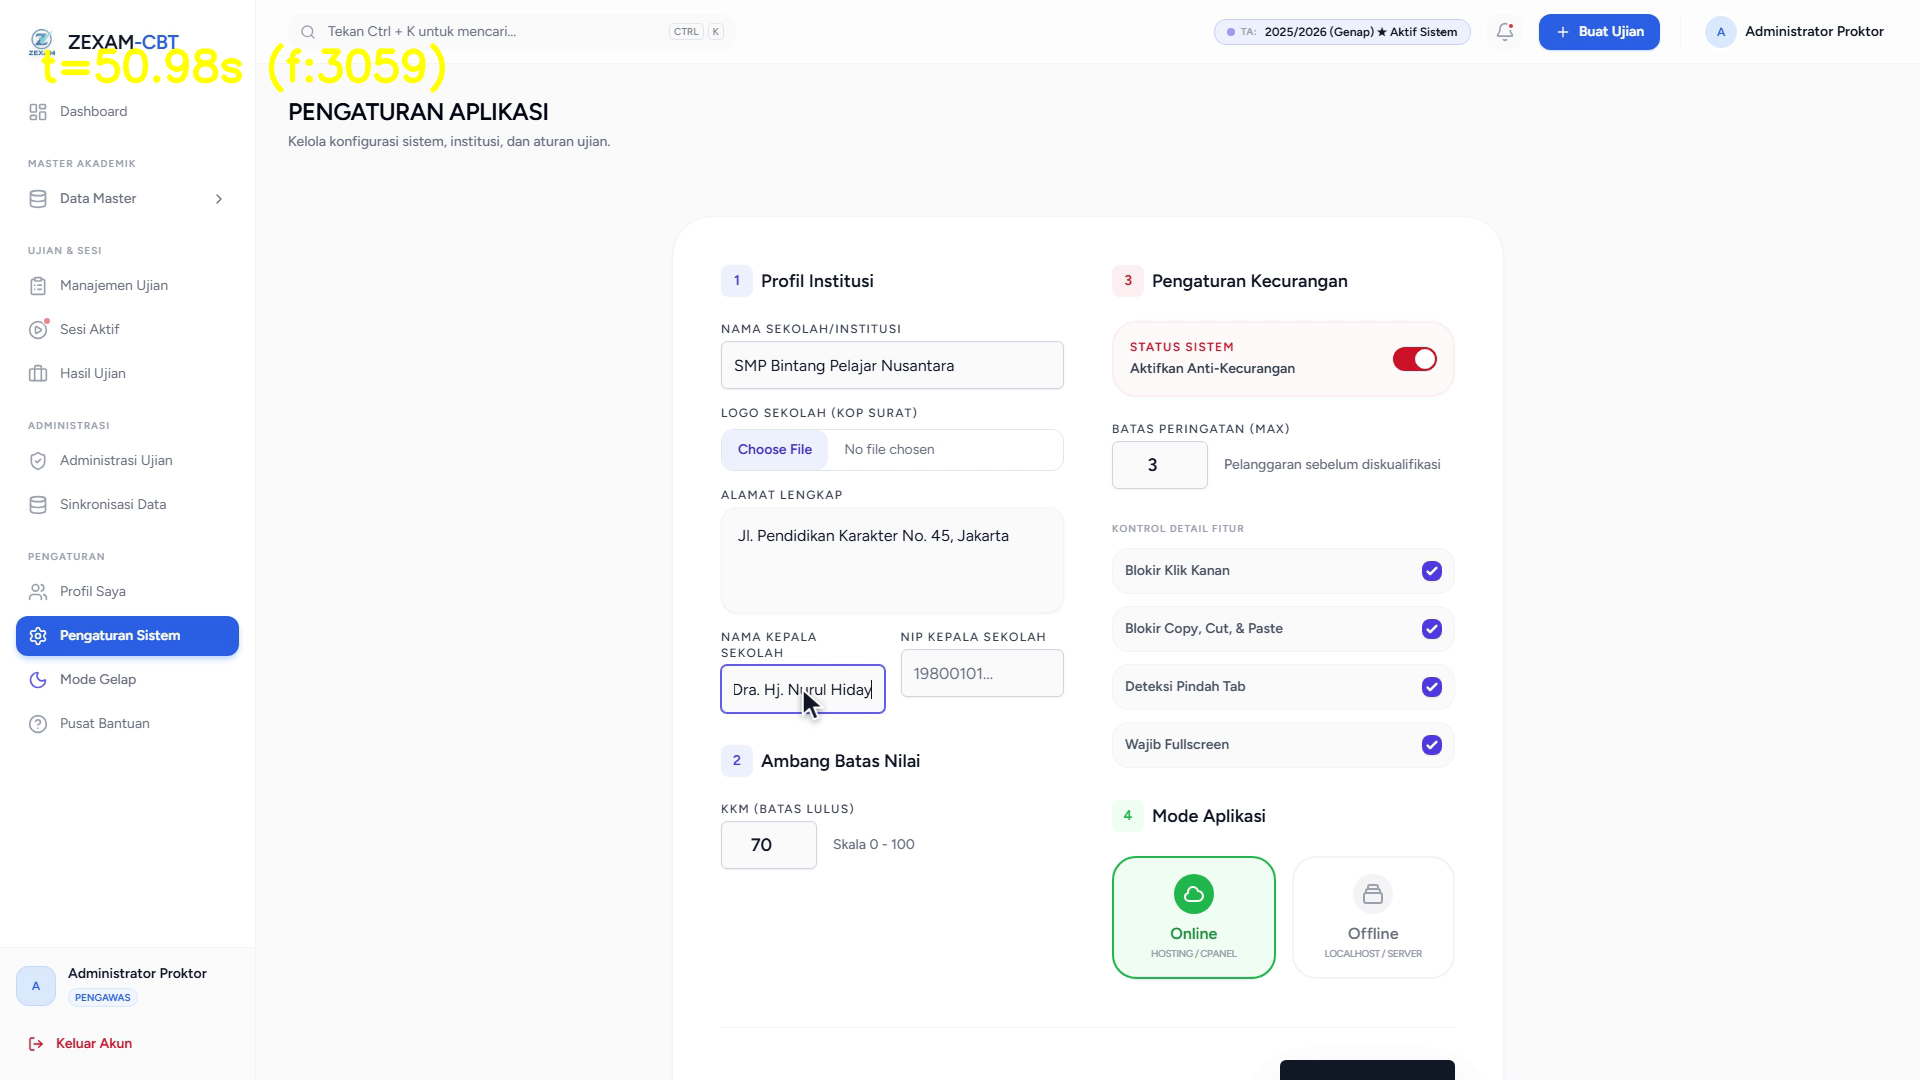 ZEXAM-CBT
ZEXAM
t=50.98s (f:3059)
Dashboard
MASTER AKADEMIK
Data Master
UJIAN & SESI
Manajemen Ujian
Sesi Aktif
Hasil Ujian
ADMINISTRASI
Administrasi Ujian
Sinkronisasi Data
PENGATURAN
Profil Saya
Pengaturan Sistem
Mode Gelap
Pusat Bantuan
A
Administrator Proktor
PENGAWAS
Keluar Akun
Tekan Ctrl + K untuk mencari...
CTRL K
TA: 2025/2026 (Genap) ★ Aktif Sistem
+ Buat Ujian
A Administrator Proktor
PENGATURAN APLIKASI
Kelola konfigurasi sistem, institusi, dan aturan ujian.
1 Profil Institusi
NAMA SEKOLAH/INSTITUSI
SMP Bintang Pelajar Nusantara
LOGO SEKOLAH (KOP SURAT)
Choose File No file chosen
ALAMAT LENGKAP
Jl. Pendidikan Karakter No. 45, Jakarta
NAMA KEPALA
SEKOLAH
Dra. Hj. Nurul Hiday
NIP KEPALA SEKOLAH
19800101...
2 Ambang Batas Nilai
KKM (BATAS LULUS)
70 Skala 0 - 100
3 Pengaturan Kecurangan
STATUS SISTEM
Aktifkan Anti-Kecurangan
BATAS PERINGATAN (MAX)
3 Pelanggaran sebelum diskualifikasi
KONTROL DETAIL FITUR
Blokir Klik Kanan
Blokir Copy, Cut, & Paste
Deteksi Pindah Tab
Wajib Fullscreen
4 Mode Aplikasi
Online
HOSTING / CPANEL
Offline
LOCALHOST / SERVER